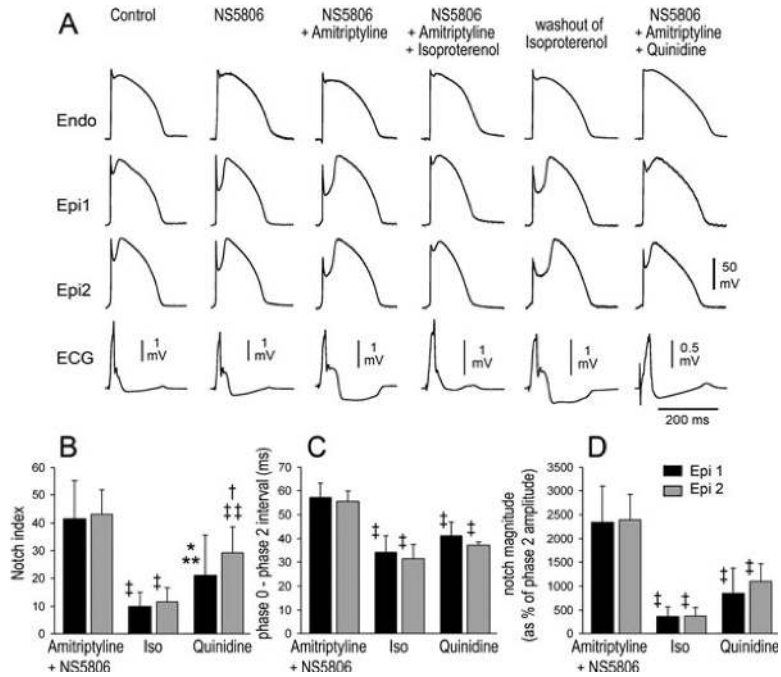 A
Control
NS5806
NS5806
+ Amitriptyline
NS5806
+ Amitriptyline
+ Isoproterenol
washout of
Isoproterenol
NS5806
+ Amitriptyline
+ Quinidine
Endo
Epi1
Epi2
50
mV
ECG
1
mV
1
mV
1
mV
1
mV
1
mV
0.5
mV
200 ms
B
Notch index
60
50
40
30
20
10
0
‡
‡
*
**
†
‡‡
Amitriptyline
+ NS5806
Iso
Quinidine
C
phase 0 - phase 2 interval (ms)
70
60
50
40
30
20
10
0
‡
‡
‡
‡
Amitriptyline
+ NS5806
Iso
Quinidine
D
notch magnitude
(as % of phase 2 amplitude)
3500
3000
2500
2000
1500
1000
500
0
Epi 1
Epi 2
‡
‡
‡
‡
Amitriptyline
+ NS5806
Iso
Quinidine